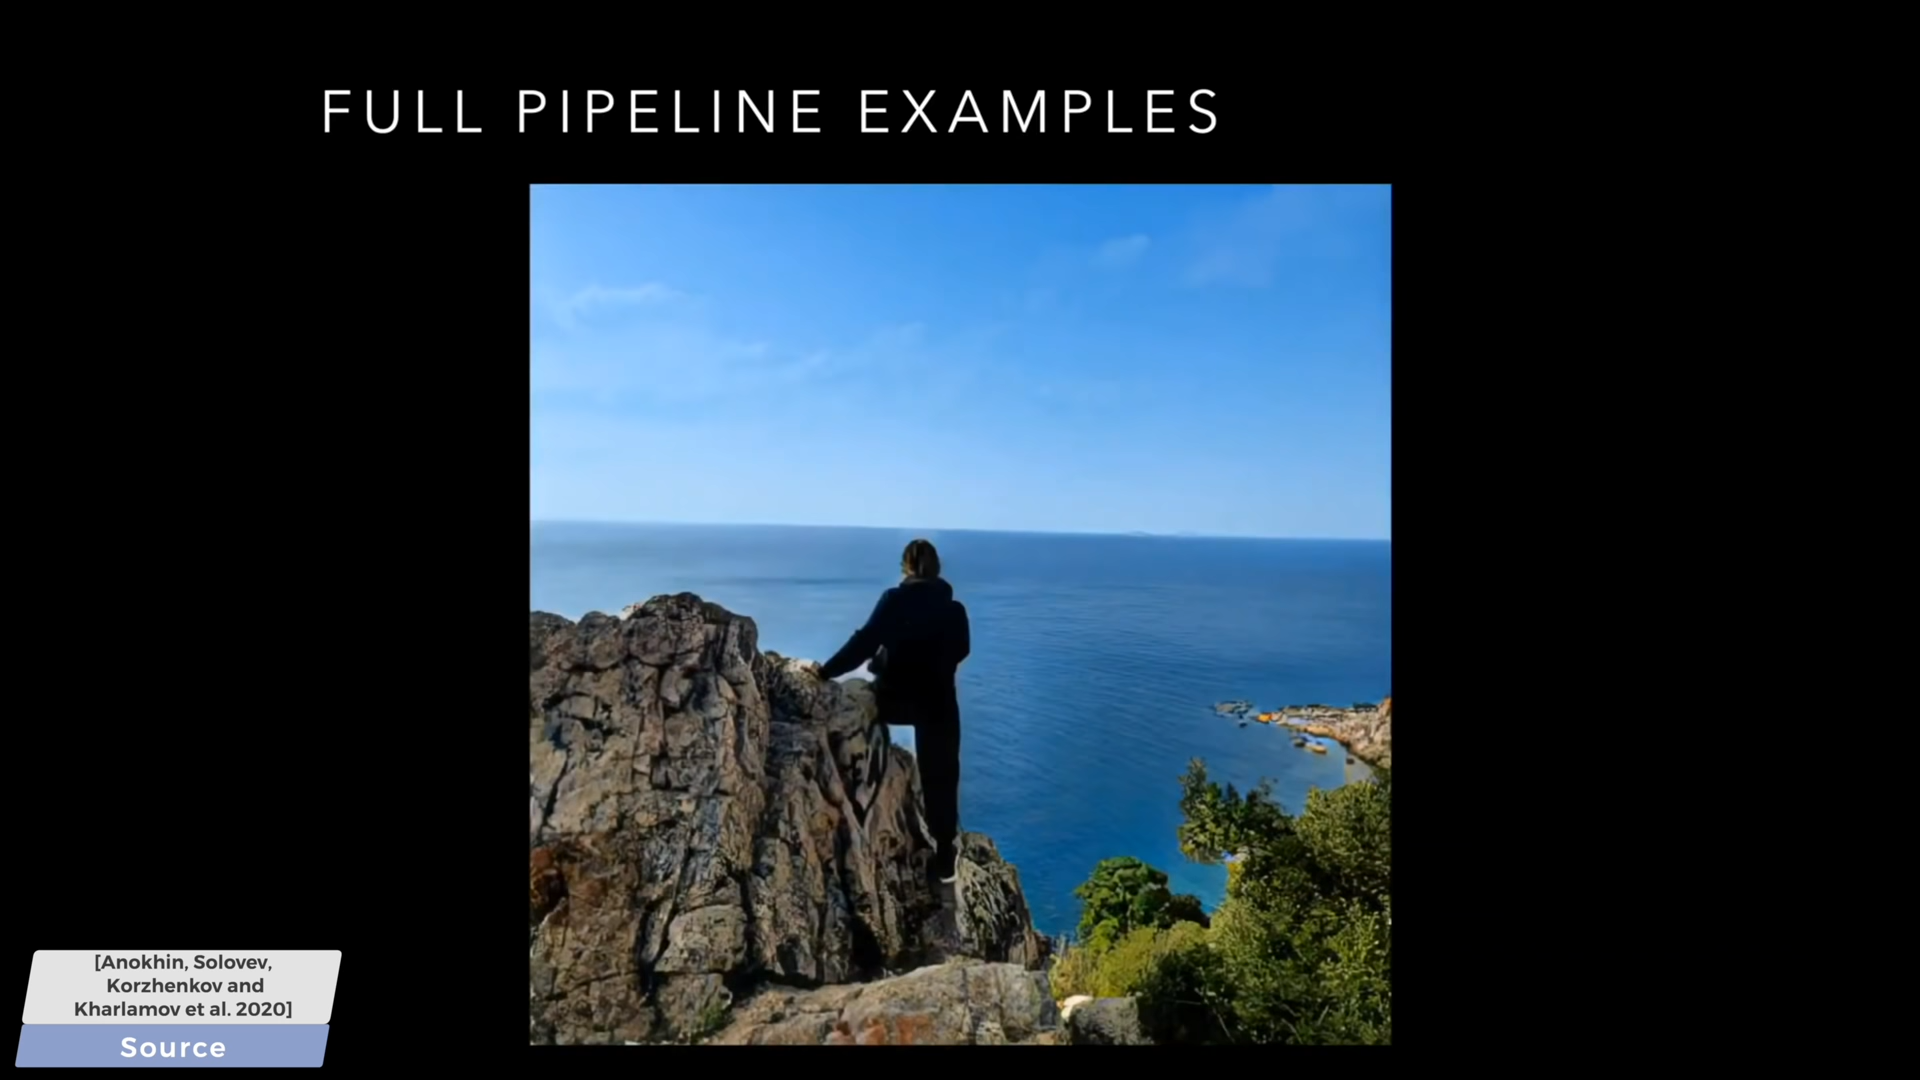 FULL PIPELINE EXAMPLES
[Anokhin, Solovev,
Korzhenkov and
Kharlamov et al. 2020]
Source